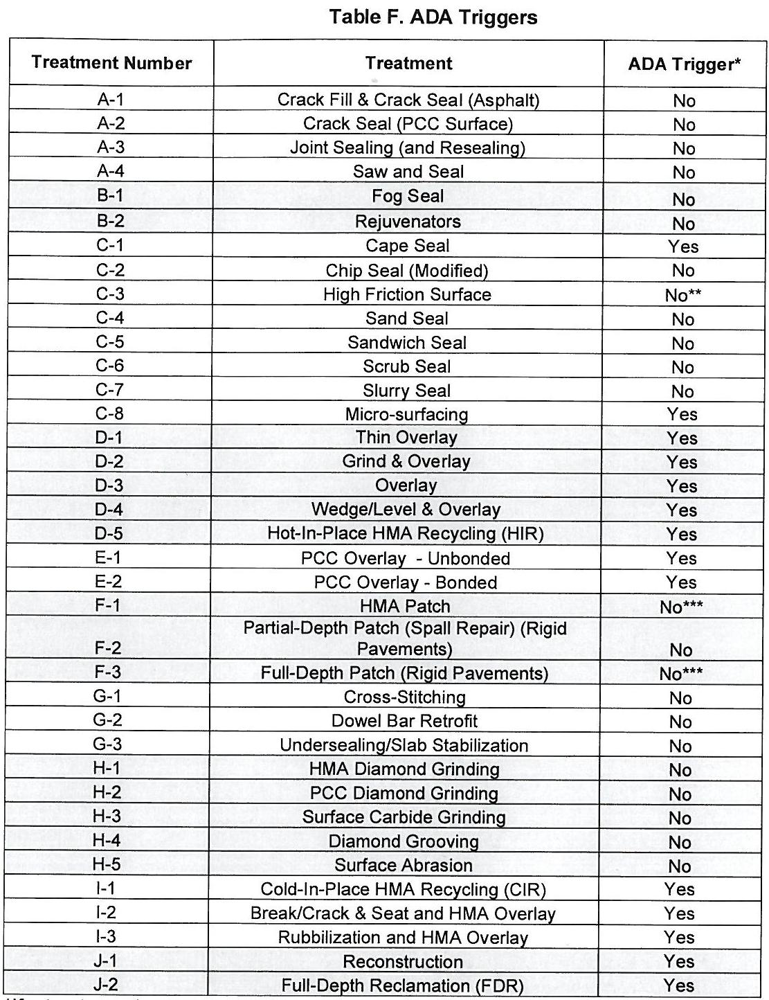 Table F. ADA Triggers
Treatment Number Treatment ADA Trigger*
A-1 Crack Fill & Crack Seal (Asphalt) No
A-2 Crack Seal (PCC Surface) No
A-3 Joint Sealing (and Resealing) No
A-4 Saw and Seal No
B-1 Fog Seal No
B-2 Rejuvenators No
C-1 Cape Seal Yes
C-2 Chip Seal (Modified) No
C-3 High Friction Surface No**
C-4 Sand Seal No
C-5 Sandwich Seal No
C-6 Scrub Seal No
C-7 Slurry Seal No
C-8 Micro-surfacing Yes
D-1 Thin Overlay Yes
D-2 Grind & Overlay Yes
D-3 Overlay Yes
D-4 Wedge/Level & Overlay Yes
D-5 Hot-In-Place HMA Recycling (HIR) Yes
E-1 PCC Overlay - Unbonded Yes
E-2 PCC Overlay - Bonded Yes
F-1 HMA Patch No***
Partial-Depth Patch (Spall Repair) (Rigid
F-2 Pavements) No
F-3 Full-Depth Patch (Rigid Pavements) No***
G-1 Cross-Stitching No
G-2 Dowel Bar Retrofit No
G-3 Undersealing/Slab Stabilization No
H-1 HMA Diamond Grinding No
H-2 PCC Diamond Grinding No
H-3 Surface Carbide Grinding No
H-4 Diamond Grooving No
H-5 Surface Abrasion No
I-1 Cold-In-Place HMA Recycling (CIR) Yes
I-2 Break/Crack & Seat and HMA Overlay Yes
I-3 Rubbilization and HMA Overlay Yes
J-1 Reconstruction Yes
J-2 Full-Depth Reclamation (FDR) Yes